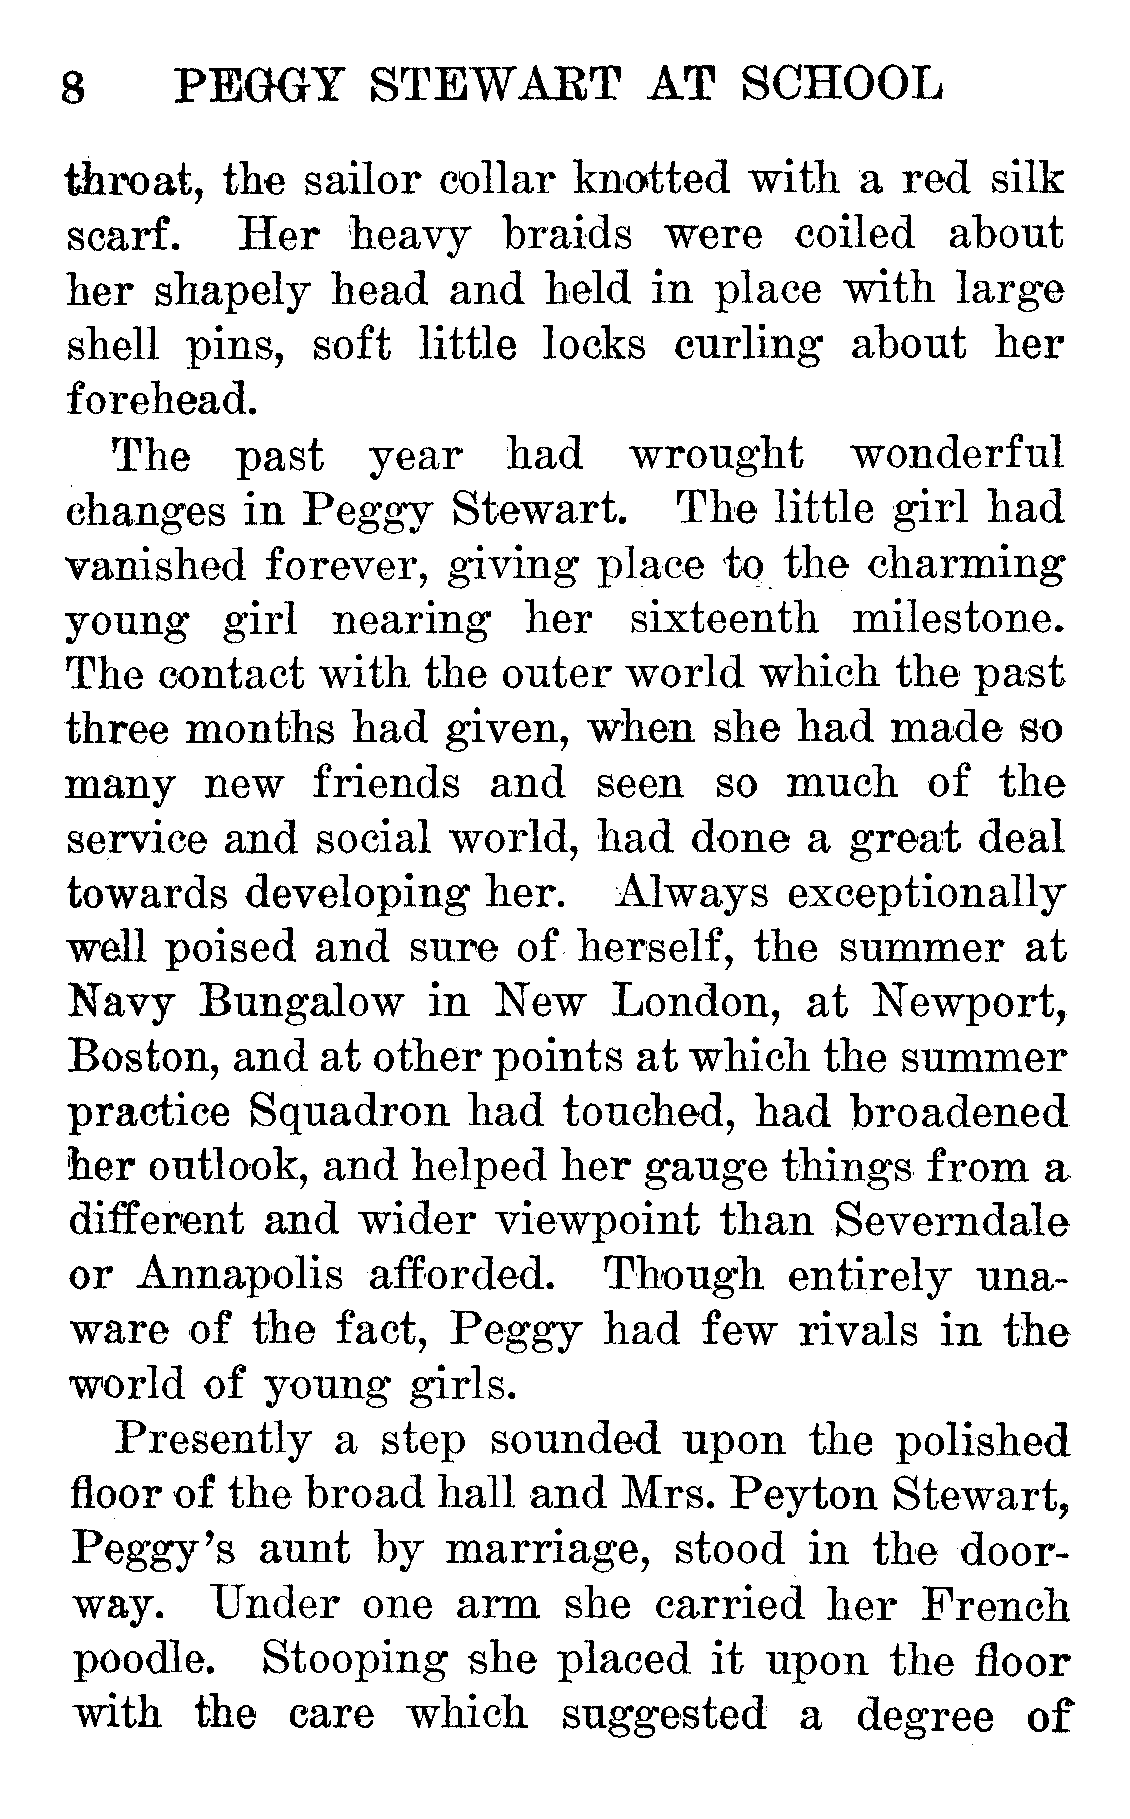 8 PEGGY STEWART AT SCHOOL
throat, the sailor collar knotted with a red silk
scarf. Her heavy braids were coiled about
her shapely head and held in place with large
shell pins, soft little locks curling about her
forehead.
The past year had wrought wonderful
changes in Peggy Stewart. The little girl had
vanished forever, giving place to the charming
young girl nearing her sixteenth milestone.
The contact with the outer world which the past
three months had given, when she had made so
many new friends and seen so much of the
service and social world, had done a great deal
towards developing her. Always exceptionally
well poised and sure of herself, the summer at
Navy Bungalow in New London, at Newport,
Boston, and at other points at which the summer
practice Squadron had touched, had broadened
her outlook, and helped her gauge things from a
different and wider viewpoint than Severndale
or Annapolis afforded. Though entirely una-
ware of the fact, Peggy had few rivals in the
world of young girls.
Presently a step sounded upon the polished
floor of the broad hall and Mrs. Peyton Stewart,
Peggy's aunt by marriage, stood in the door-
way. Under one arm she carried her French
poodle. Stooping she placed it upon the floor
with the care which suggested a degree of